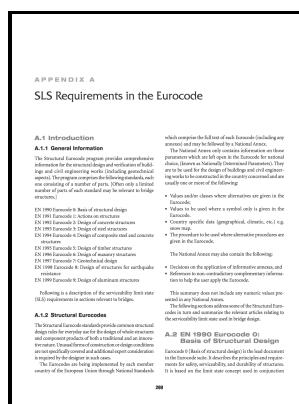 APPENDIX A
SLS Requirements in the Eurocode
A.1 Introduction
A.1.1 General Information
The Structural Eurocode program provides comprehensive
information for the structural design and verification of build-
ings and civil engineering works (including geotechnical
aspects). The program comprises the following standards, each
one consisting of a number of parts. (Often only a limited
number of parts of each standard may be relevant to bridge
structures.)
EN 1990 Eurocode 0: Basis of structural design
EN 1991 Eurocode 1: Actions on structures
EN 1992 Eurocode 2: Design of concrete structures
EN 1993 Eurocode 3: Design of steel structures
EN 1994 Eurocode 4: Design of composite steel and concrete
structures
EN 1995 Eurocode 5: Design of timber structures
EN 1996 Eurocode 6: Design of masonry structures
EN 1997 Eurocode 7: Geotechnical design
EN 1998 Eurocode 8: Design of structures for earthquake
resistance
EN 1999 Eurocode 9: Design of aluminum structures
Following is a description of the serviceability limit state
(SLS) requirements in sections relevant to bridges.
A.1.2 Structural Eurocodes
The Structural Eurocode standards provide common structural
design rules for everyday use for the design of whole structures
and component products of both a traditional and an innova-
tive nature. Unusual forms of construction or design conditions
are not specifically covered and additional expert consideration
is required by the designer in such cases.
The Eurocodes are being implemented by each member
country of the European Union through National Standards
which comprise the full text of each Eurocode (including any
annexes) and may be followed by a National Annex.
The National Annex only contains information on those
parameters which are left open in the Eurocode for national
choice, (known as Nationally Determined Parameters). They are
to be used for the design of buildings and civil engineer-
ing works to be constructed in the country concerned and are
usually one or more of the following:
• Values and/or classes where alternatives are given in the
Eurocode,
• Values to be used where a symbol only is given in the
Eurocode,
• Country specific data (geographical, climatic, etc.) e.g.
snow map,
• The procedure to be used where alternative procedures are
given in the Eurocode,
The National Annex may also contain the following:
• Decisions on the application of informative annexes, and
• References to non-contradictory complementary informa-
tion to help the user apply the Eurocode.
This summary does not include any numeric values pre-
sented in any National Annex.
The following sections address some of the Structural Euro-
codes in turn and summarize the relevant articles relating to
the serviceability limit state used in bridge design.
A.2 EN 1990 Eurocode 0:
Basis of Structural Design
Eurocode 0 (Basis of structural design) is the lead document
in the Eurocode suite. It describes the principles and require-
ments for safety, serviceability, and durability of structures.
It is based on the limit state concept used in conjunction